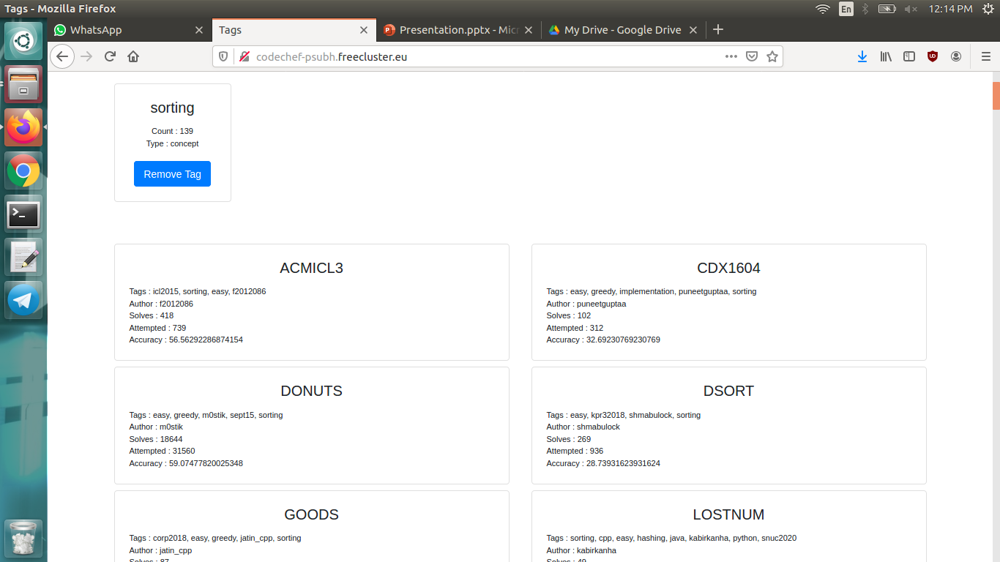 Tags - Mozilla Firefox
En
12:14 PM
WhatsApp
Tags
Presentation.pptx - Micr
My Drive - Google Drive
codechef-psubh.freecluster.eu
sorting
Count : 139
Type : concept
Remove Tag
ACMICL3
Tags : icl2015, sorting, easy, f2012086
Author : f2012086
Solves : 418
Attempted : 739
Accuracy : 56.56292286874154
CDX1604
Tags : easy, greedy, implementation, puneetguptaa, sorting
Author : puneetguptaa
Solves : 102
Attempted : 312
Accuracy : 32.69230769230769
DONUTS
Tags : easy, greedy, m0stik, sept15, sorting
Author : m0stik
Solves : 18644
Attempted : 31560
Accuracy : 59.07477820025348
DSORT
Tags : easy, kpr32018, shmabulock, sorting
Author : shmabulock
Solves : 269
Attempted : 936
Accuracy : 28.73931623931624
GOODS
Tags : corp2018, easy, greedy, jatin_cpp, sorting
Author : jatin_cpp
Solves : 87
LOSTNUM
Tags : sorting, cpp, easy, hashing, java, kabirkanha, python, snuc2020
Author : kabirkanha
Solves : 49